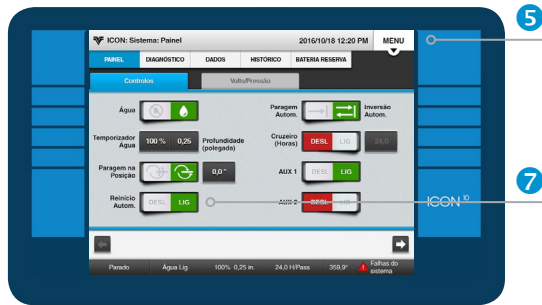 5
ICON: Sistema: Painel 2016/10/18 12:20 PM MENU
PAINEL DIAGNÓSTICO DADOS HISTÓRICO BATERIA RESERVA
Controlos Volts/Pressão
Água Paragem Autom. Inversão Autom.
Temporizador Água 100 % 0,25 Profundidade (polegada) Cruzeiro (Horas) DESL LIG 24,0
Paragem na Posição 0,0 ° AUX 1 DESL LIG
7
Reinício Autom. DESL LIG AUX 2 DESL LIG
ICON 10
Parado Água Lig. 100% 0,25 in. 24,0 H/Pass 359,9° Falhas do sistema